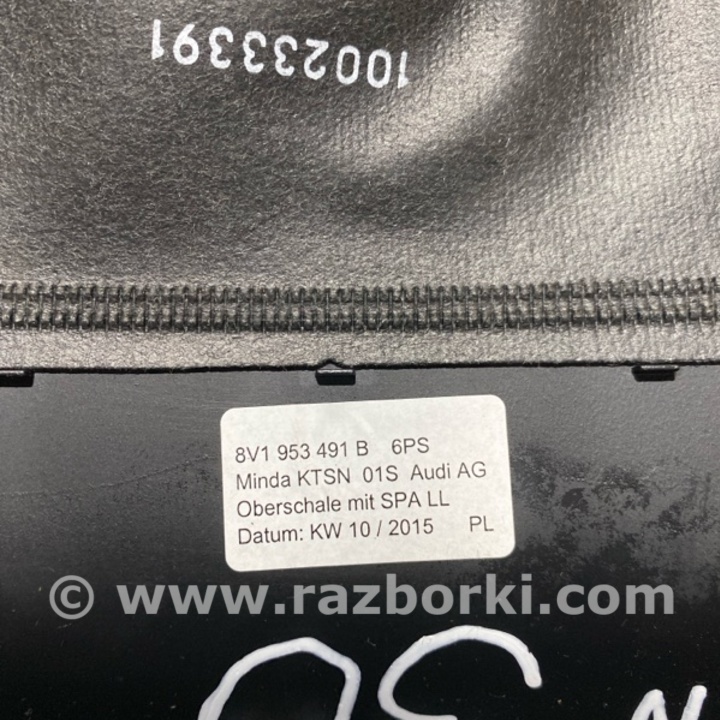 100233391
8V1 953 491 B 6PS
Minda KTSN 01S Audi AG
Oberschale mit SPA LL
Datum: KW 10 / 2015 PL
© www.razborki.com